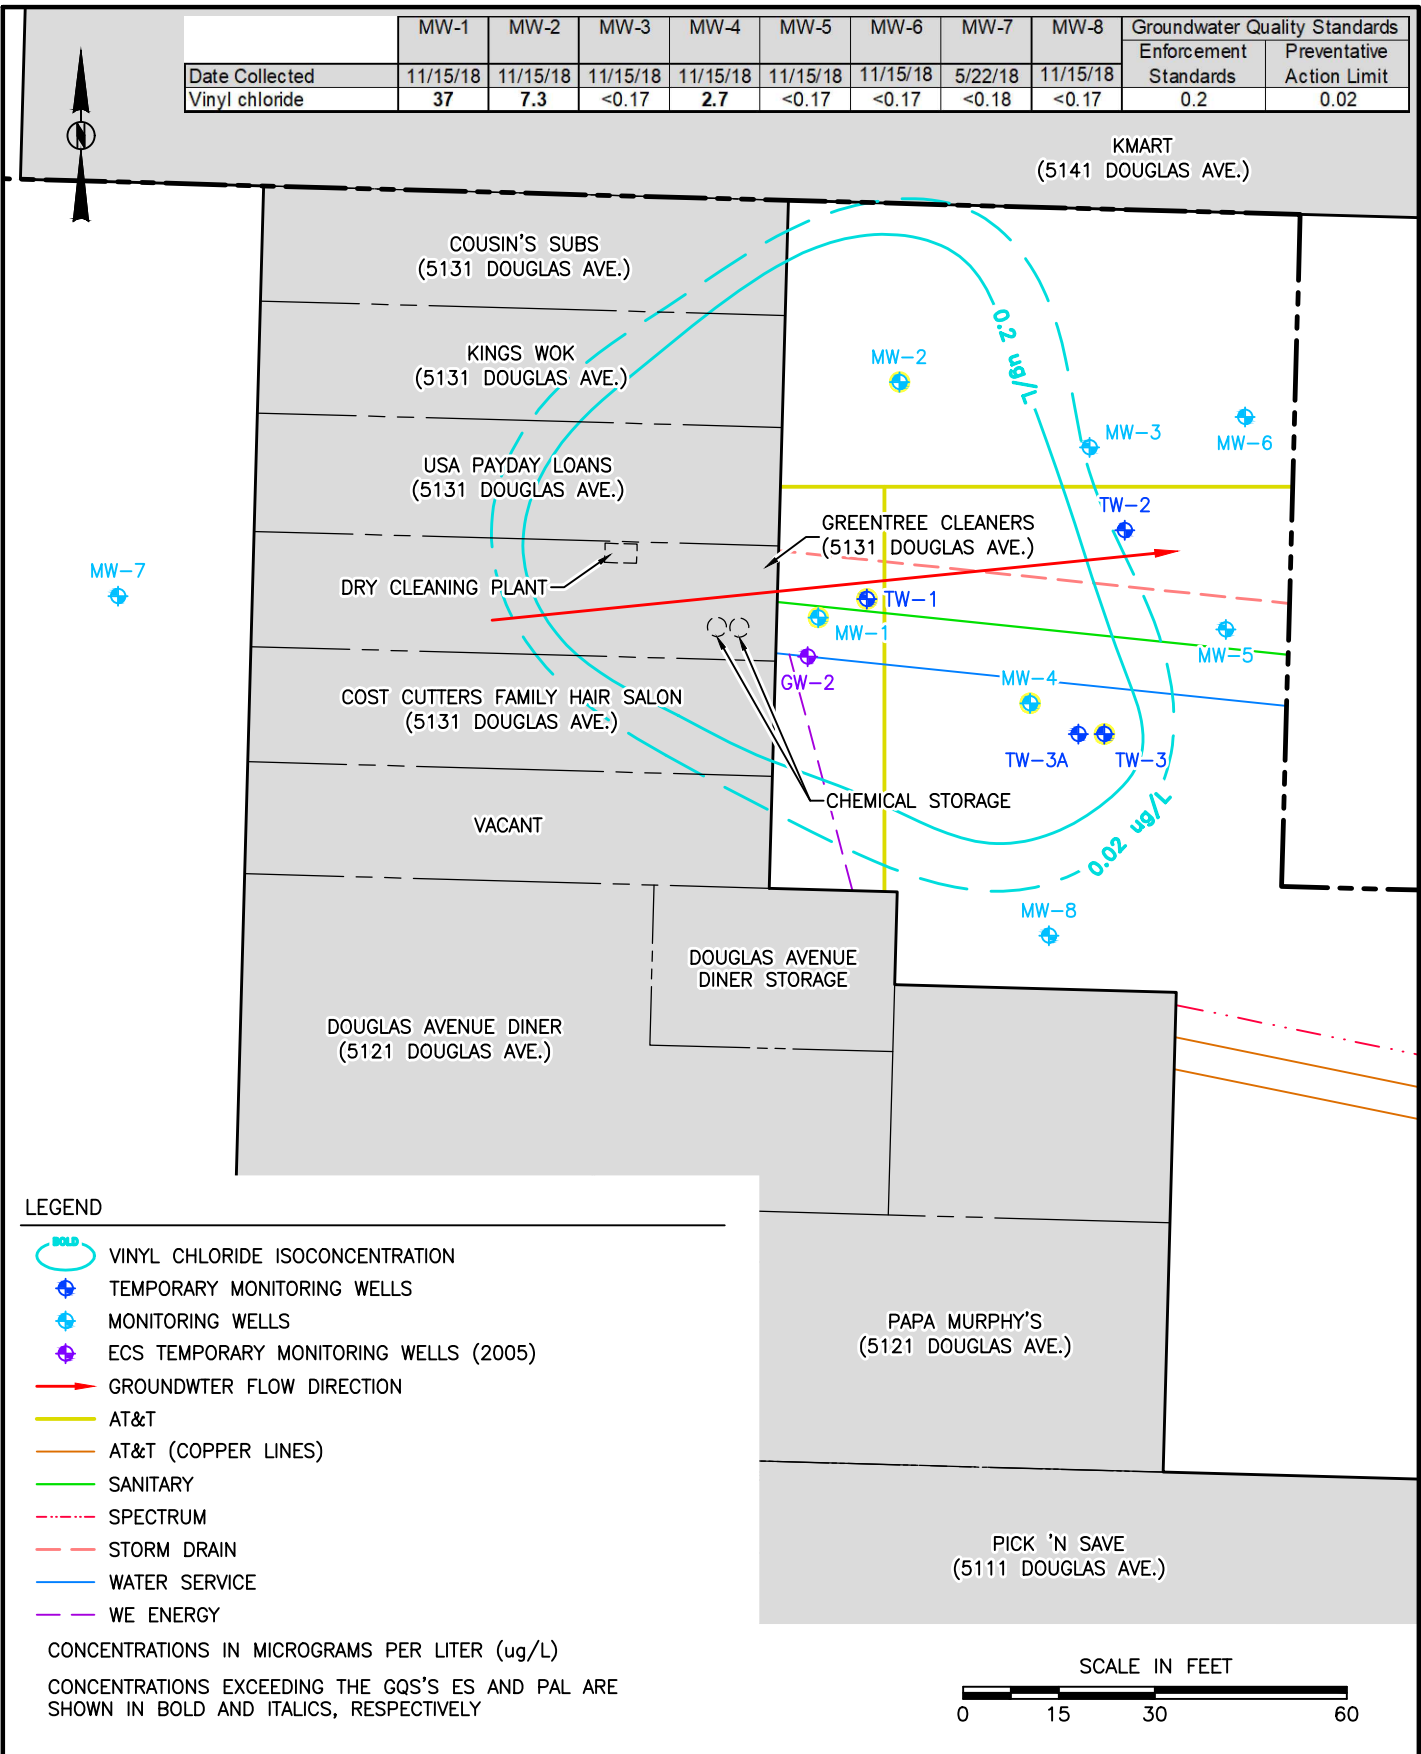 MW-1 MW-2 MW-3 MW-4 MW-5 MW-6 MW-7 MW-8 Groundwater Quality Standards
Enforcement Preventative
Date Collected 11/15/18 11/15/18 11/15/18 11/15/18 11/15/18 11/15/18 5/22/18 11/15/18 Standards Action Limit
Vinyl chloride 37 7.3 <0.17 2.7 <0.17 <0.17 <0.18 <0.17 0.2 0.02
N
KMART
(5141 DOUGLAS AVE.)
COUSIN'S SUBS
(5131 DOUGLAS AVE.)
KINGS WOK
(5131 DOUGLAS AVE.)
USA PAYDAY LOANS
(5131 DOUGLAS AVE.)
0.2 ug/L
MW-2
MW-3
MW-6
TW-2
GREENTREE CLEANERS
(5131 DOUGLAS AVE.)
MW-7
DRY CLEANING PLANT
TW-1
MW-1
MW-5
GW-2
MW-4
COST CUTTERS FAMILY HAIR SALON
(5131 DOUGLAS AVE.)
TW-3A
TW-3
CHEMICAL STORAGE
0.02 ug/L
VACANT
MW-8
DOUGLAS AVENUE
DINER STORAGE
DOUGLAS AVENUE DINER
(5121 DOUGLAS AVE.)
PAPA MURPHY'S
(5121 DOUGLAS AVE.)
PICK 'N SAVE
(5111 DOUGLAS AVE.)
LEGEND
BOLD
VINYL CHLORIDE ISOCONCENTRATION
TEMPORARY MONITORING WELLS
MONITORING WELLS
ECS TEMPORARY MONITORING WELLS (2005)
GROUNDWTER FLOW DIRECTION
AT&T
AT&T (COPPER LINES)
SANITARY
SPECTRUM
STORM DRAIN
WATER SERVICE
WE ENERGY
CONCENTRATIONS IN MICROGRAMS PER LITER (ug/L)
CONCENTRATIONS EXCEEDING THE GQS'S ES AND PAL ARE
SHOWN IN BOLD AND ITALICS, RESPECTIVELY
SCALE IN FEET
0 15 30 60